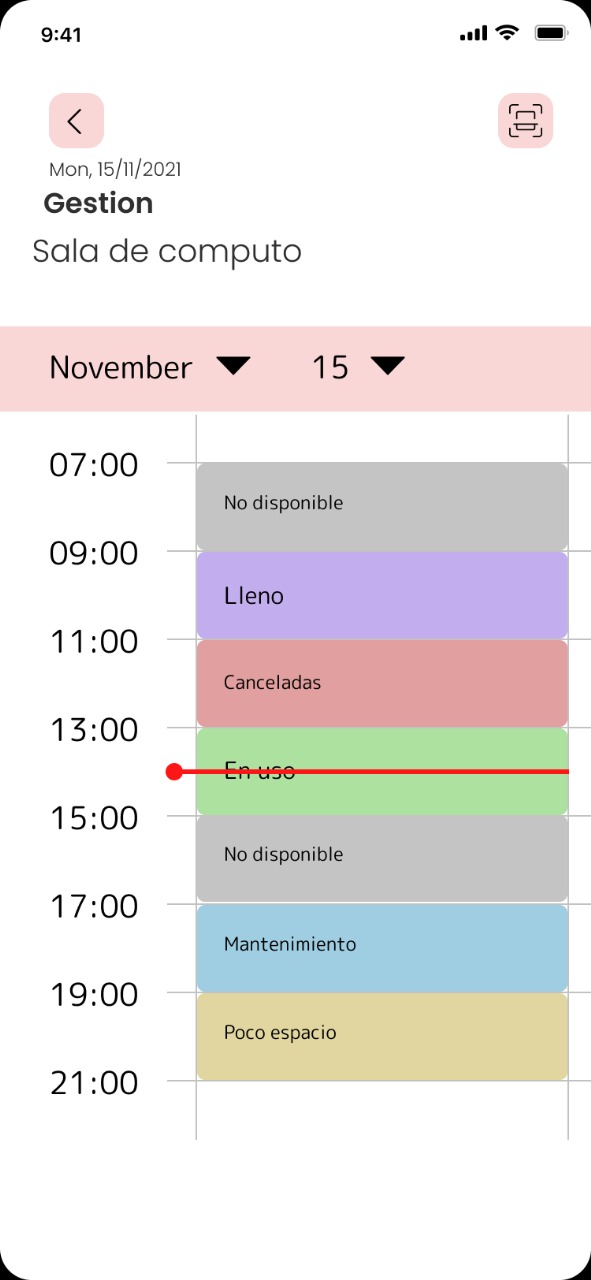 9:41
Mon, 15/11/2021
Gestion
Sala de computo
November 15
07:00
No disponible
09:00
Lleno
11:00
Canceladas
13:00
En uso
15:00
No disponible
17:00
Mantenimiento
19:00
Poco espacio
21:00